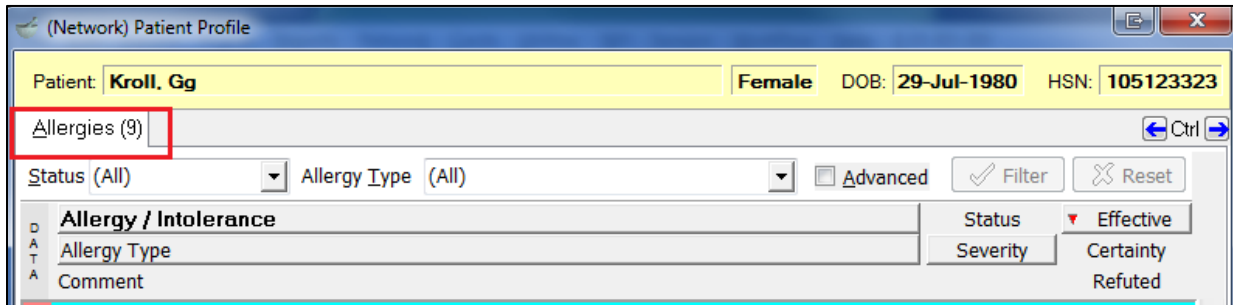 (Network) Patient Profile
Patient: Kroll, Gg Female DOB: 29-Jul-1980 HSN: 105123323
Allergies (9) Ctrl
Status (All) Allergy Type (All) Advanced Filter Reset
DATA
Allergy / Intolerance Status Effective
Allergy Type Severity Certainty
Comment Refuted